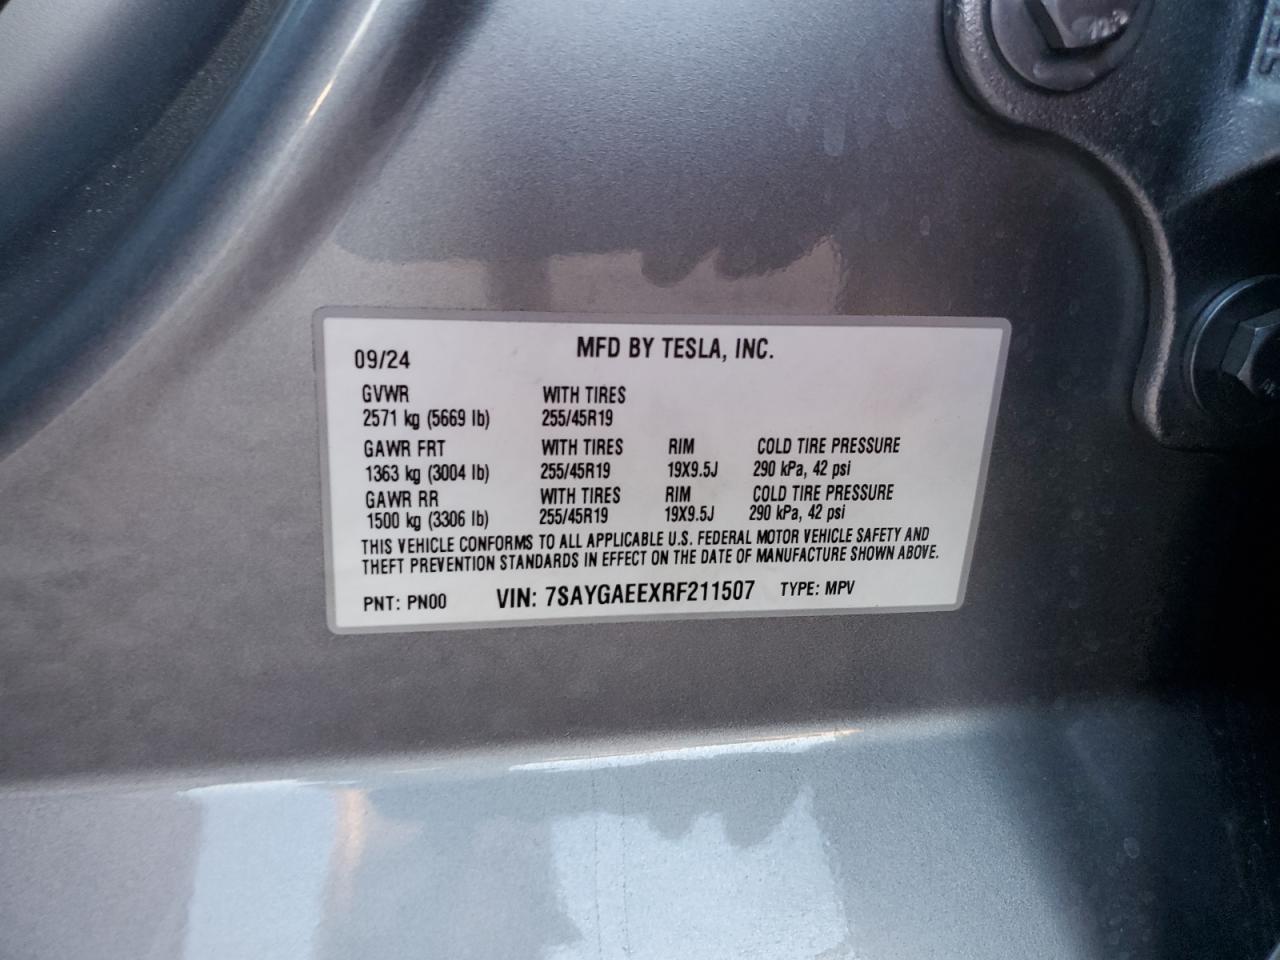 09/24 MFD BY TESLA, INC.
GVWR WITH TIRES
2571 kg (5669 lb) 255/45R19
GAWR FRT WITH TIRES RIM COLD TIRE PRESSURE
1363 kg (3004 lb) 255/45R19 19X9.5J 290 kPa, 42 psi
GAWR RR WITH TIRES RIM COLD TIRE PRESSURE
1500 kg (3306 lb) 255/45R19 19X9.5J 290 kPa, 42 psi
THIS VEHICLE CONFORMS TO ALL APPLICABLE U.S. FEDERAL MOTOR VEHICLE SAFETY AND
THEFT PREVENTION STANDARDS IN EFFECT ON THE DATE OF MANUFACTURE SHOWN ABOVE.
PNT: PN00 VIN: 7SAYGAEEXRF211507 TYPE: MPV